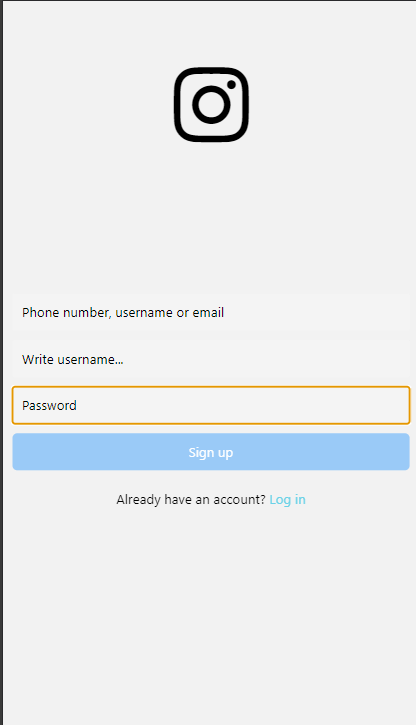 Phone number, username or email
Write username...
Password
Sign up
Already have an account? Log in